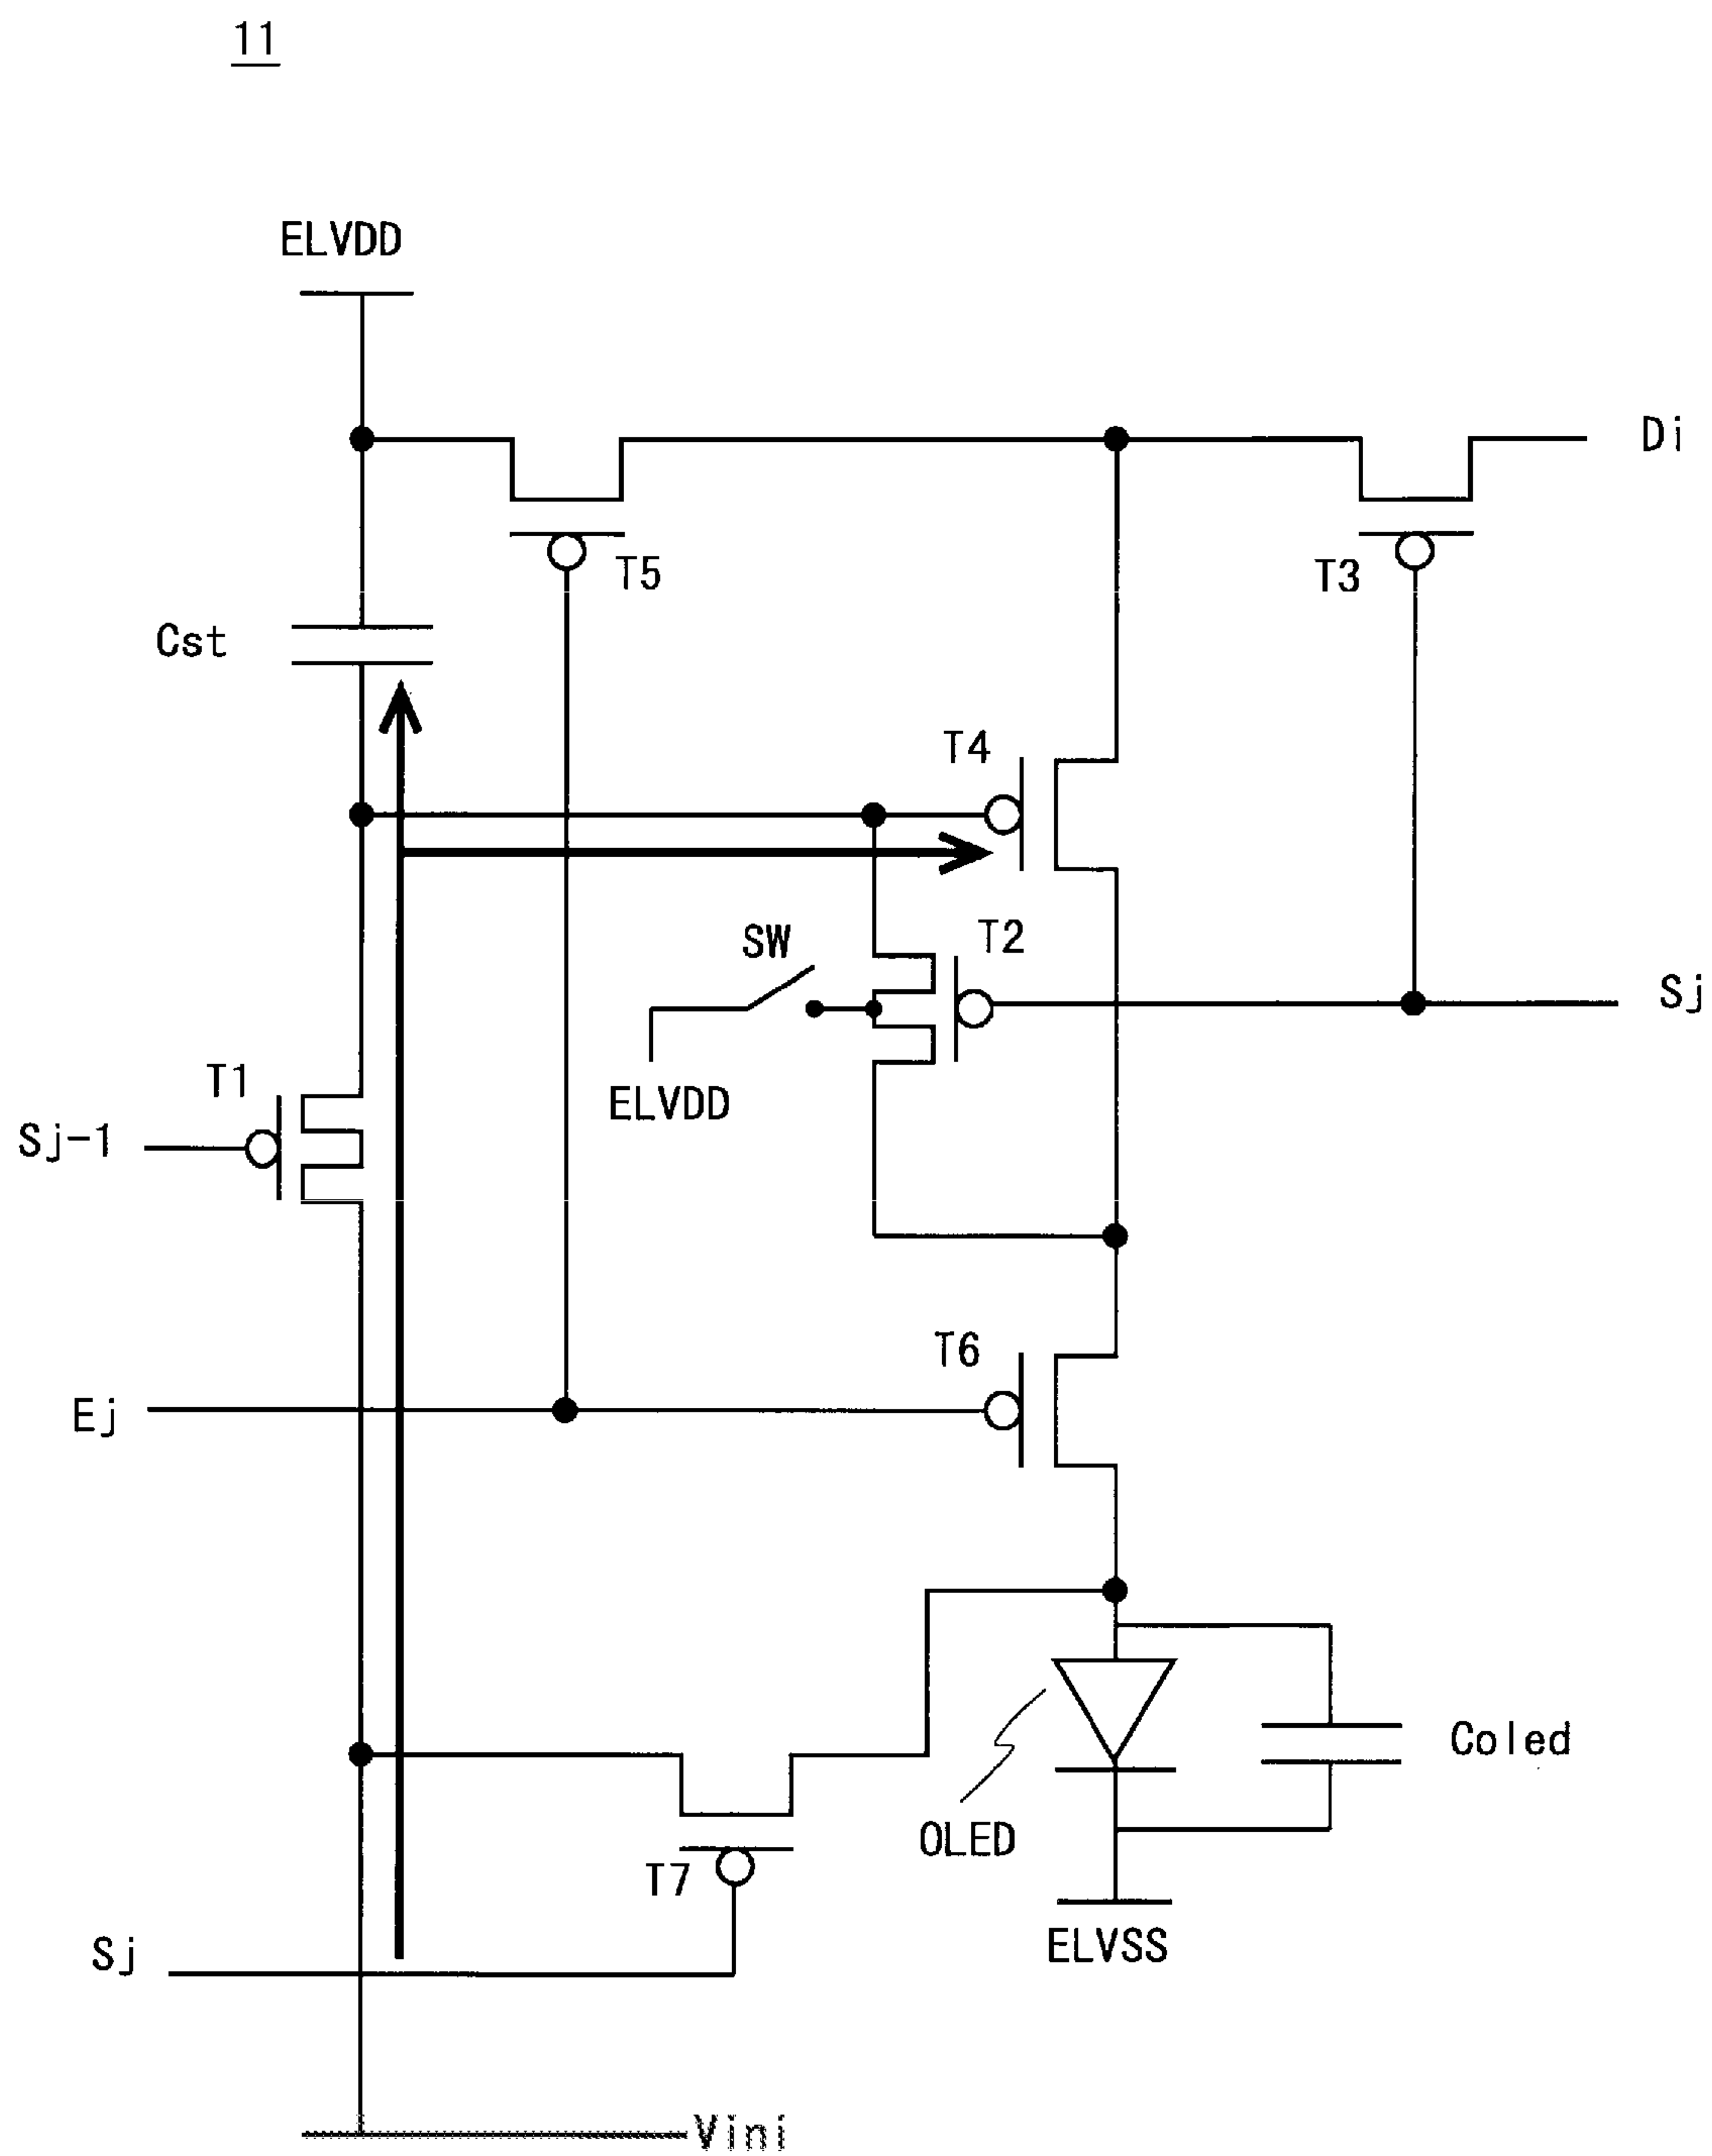 11
ELVDD
Di
T5
T3
Cst
T4
SW
T2
Sj
ELVDD
T1
Sj-1
T6
Ej
Coled
OLED
T7
ELVSS
Sj
Vini